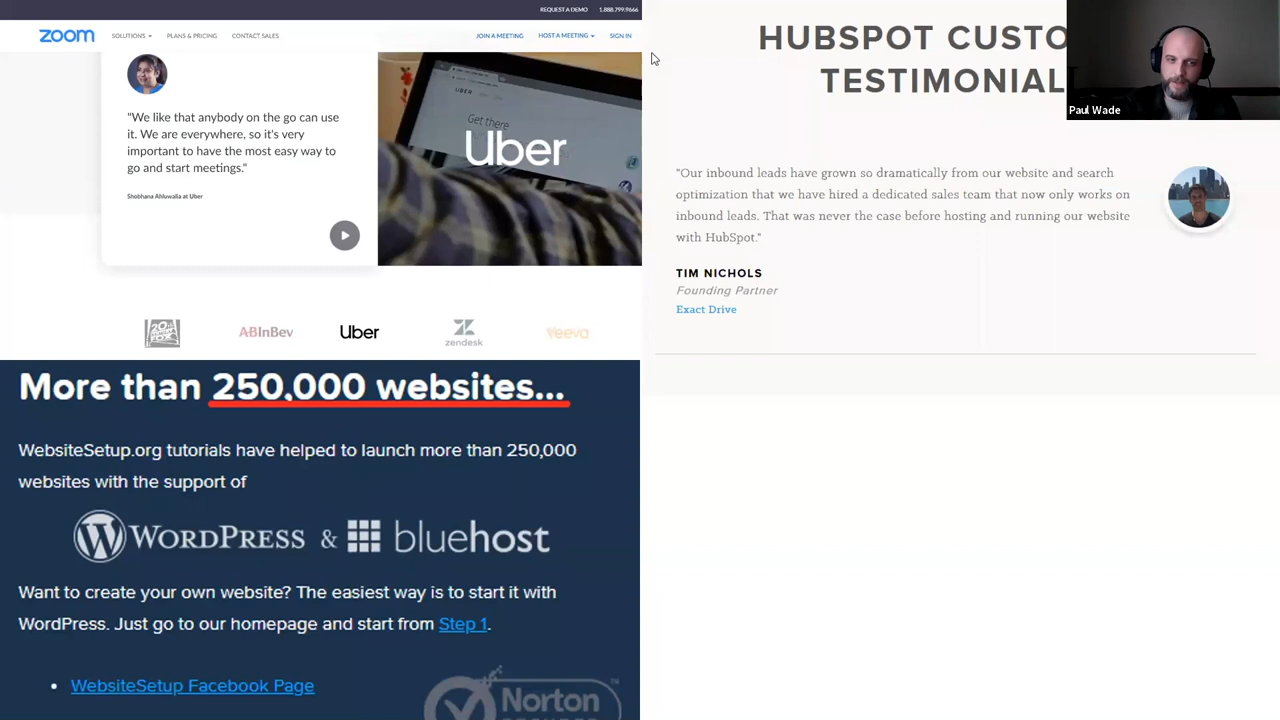 REQUEST A DEMO 1.888.799.9666
zoom SOLUTIONS PLANS & PRICING CONTACT SALES JOIN A MEETING HOST A MEETING SIGN IN
"We like that anybody on the go can use
it. We are everywhere, so it's very
important to have the most easy way to
go and start meetings."
Shobhana Ahluwalia at Uber
UBER
Get there
Uber
20th CENTURY FOX ABInBev Uber zendesk veeva
More than 250,000 websites...
WebsiteSetup.org tutorials have helped to launch more than 250,000
websites with the support of
WORDPRESS & bluehost
Want to create your own website? The easiest way is to start it with
WordPress. Just go to our homepage and start from Step 1.
• WebsiteSetup Facebook Page
Norton
TM
HUBSPOT CUSTO
TESTIMONIAL
Paul Wade
"Our inbound leads have grown so dramatically from our website and search
optimization that we have hired a dedicated sales team that now only works on
inbound leads. That was never the case before hosting and running our website
with HubSpot."
TIM NICHOLS
Founding Partner
Exact Drive